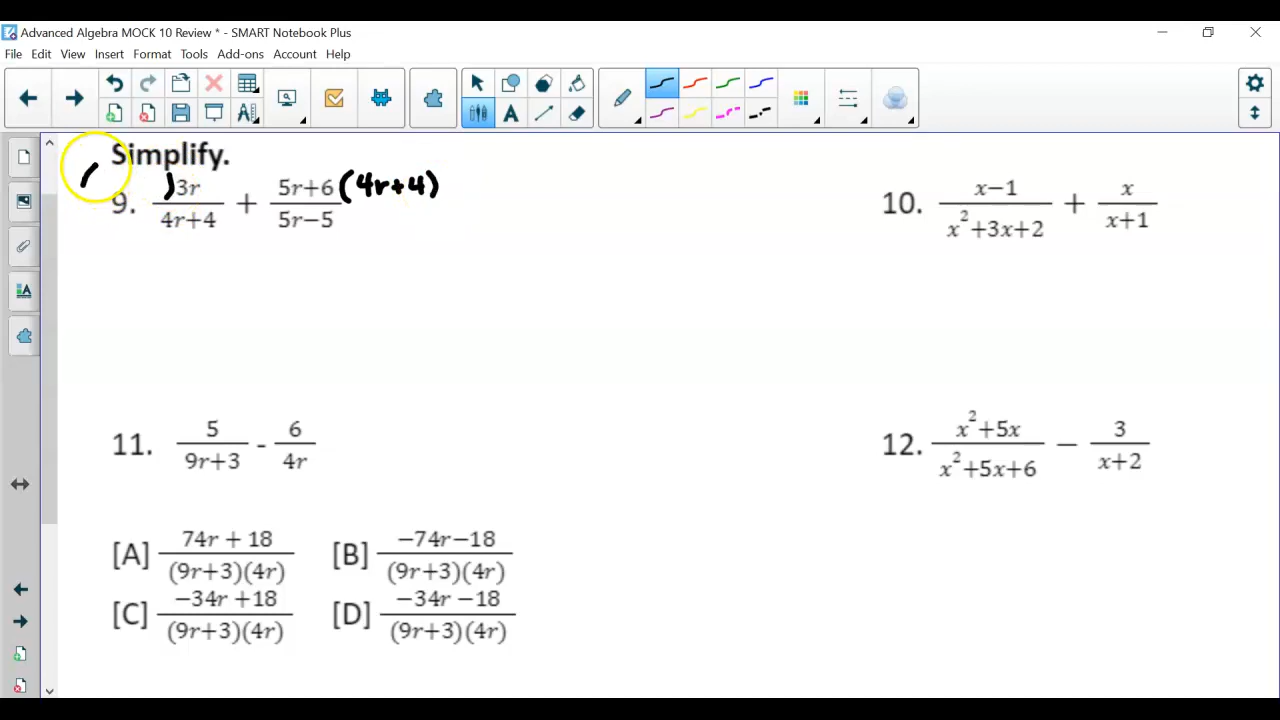 Advanced Algebra MOCK 10 Review * - SMART Notebook Plus
File Edit View Insert Format Tools Add-ons Account Help
Simplify.
9. ( )3r/4r+4 + 5r+6/5r−5 (4r+4)
10. x−1/x²+3x+2 + x/x+1
11. 5/9r+3 - 6/4r
12. x²+5x/x²+5x+6 − 3/x+2
[A] 74r + 18/(9r+3)(4r) [B] −74r−18/(9r+3)(4r)
[C] −34r +18/(9r+3)(4r) [D] −34r −18/(9r+3)(4r)